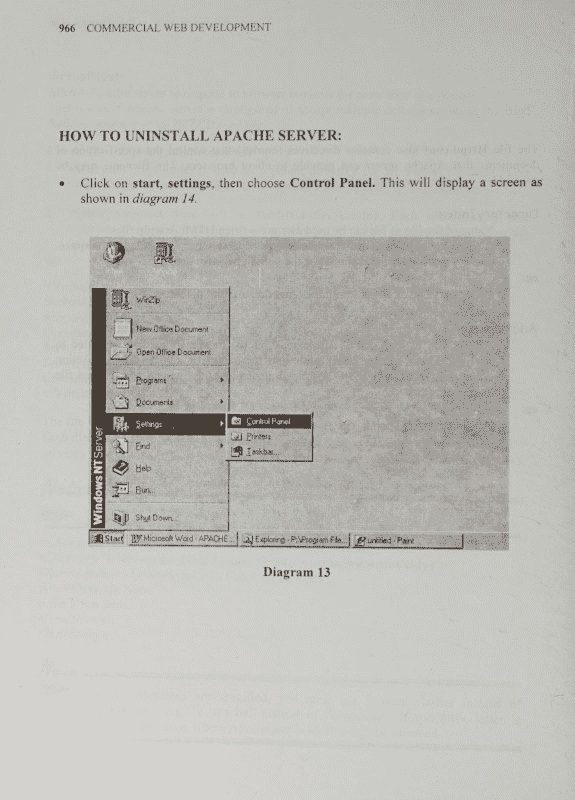 966 COMMERCIAL WEB DEVELOPMENT
HOW TO UNINSTALL APACHE SERVER:
• Click on start, settings, then choose Control Panel. This will display a screen as
shown in diagram 14.
WinZip
New Office Document
Open Office Document
Programs
Documents
Settings
Control Panel
Printers
Taskbar...
Find
Help
Run...
Shut Down...
Windows NT Server
Start
Microsoft Word - APACHE...
Exploring - P:\Program File...
untitled - Paint
Diagram 13